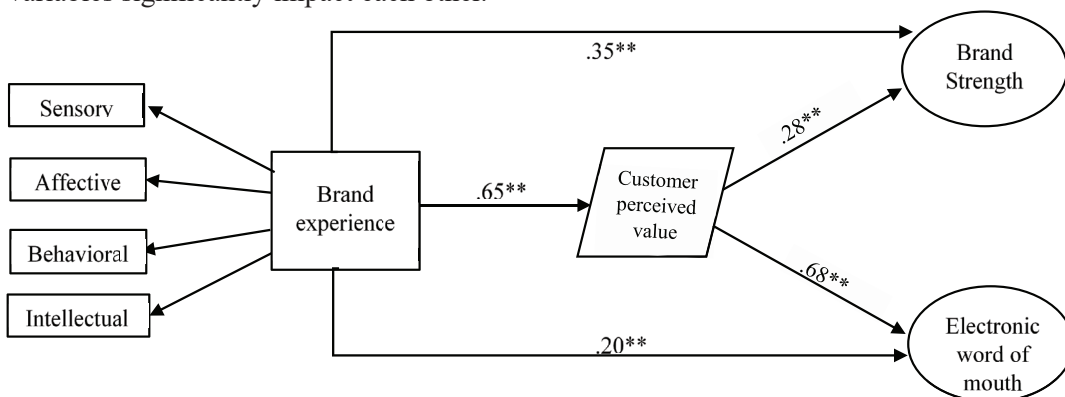 variables significantly impact each other.
.35**
Brand
Strength
Sensory
.28**
Affective
Brand
experience
.65**
Customer
perceived
value
Behavioral
.68**
Intellectual
Electronic
word of
mouth
.20**